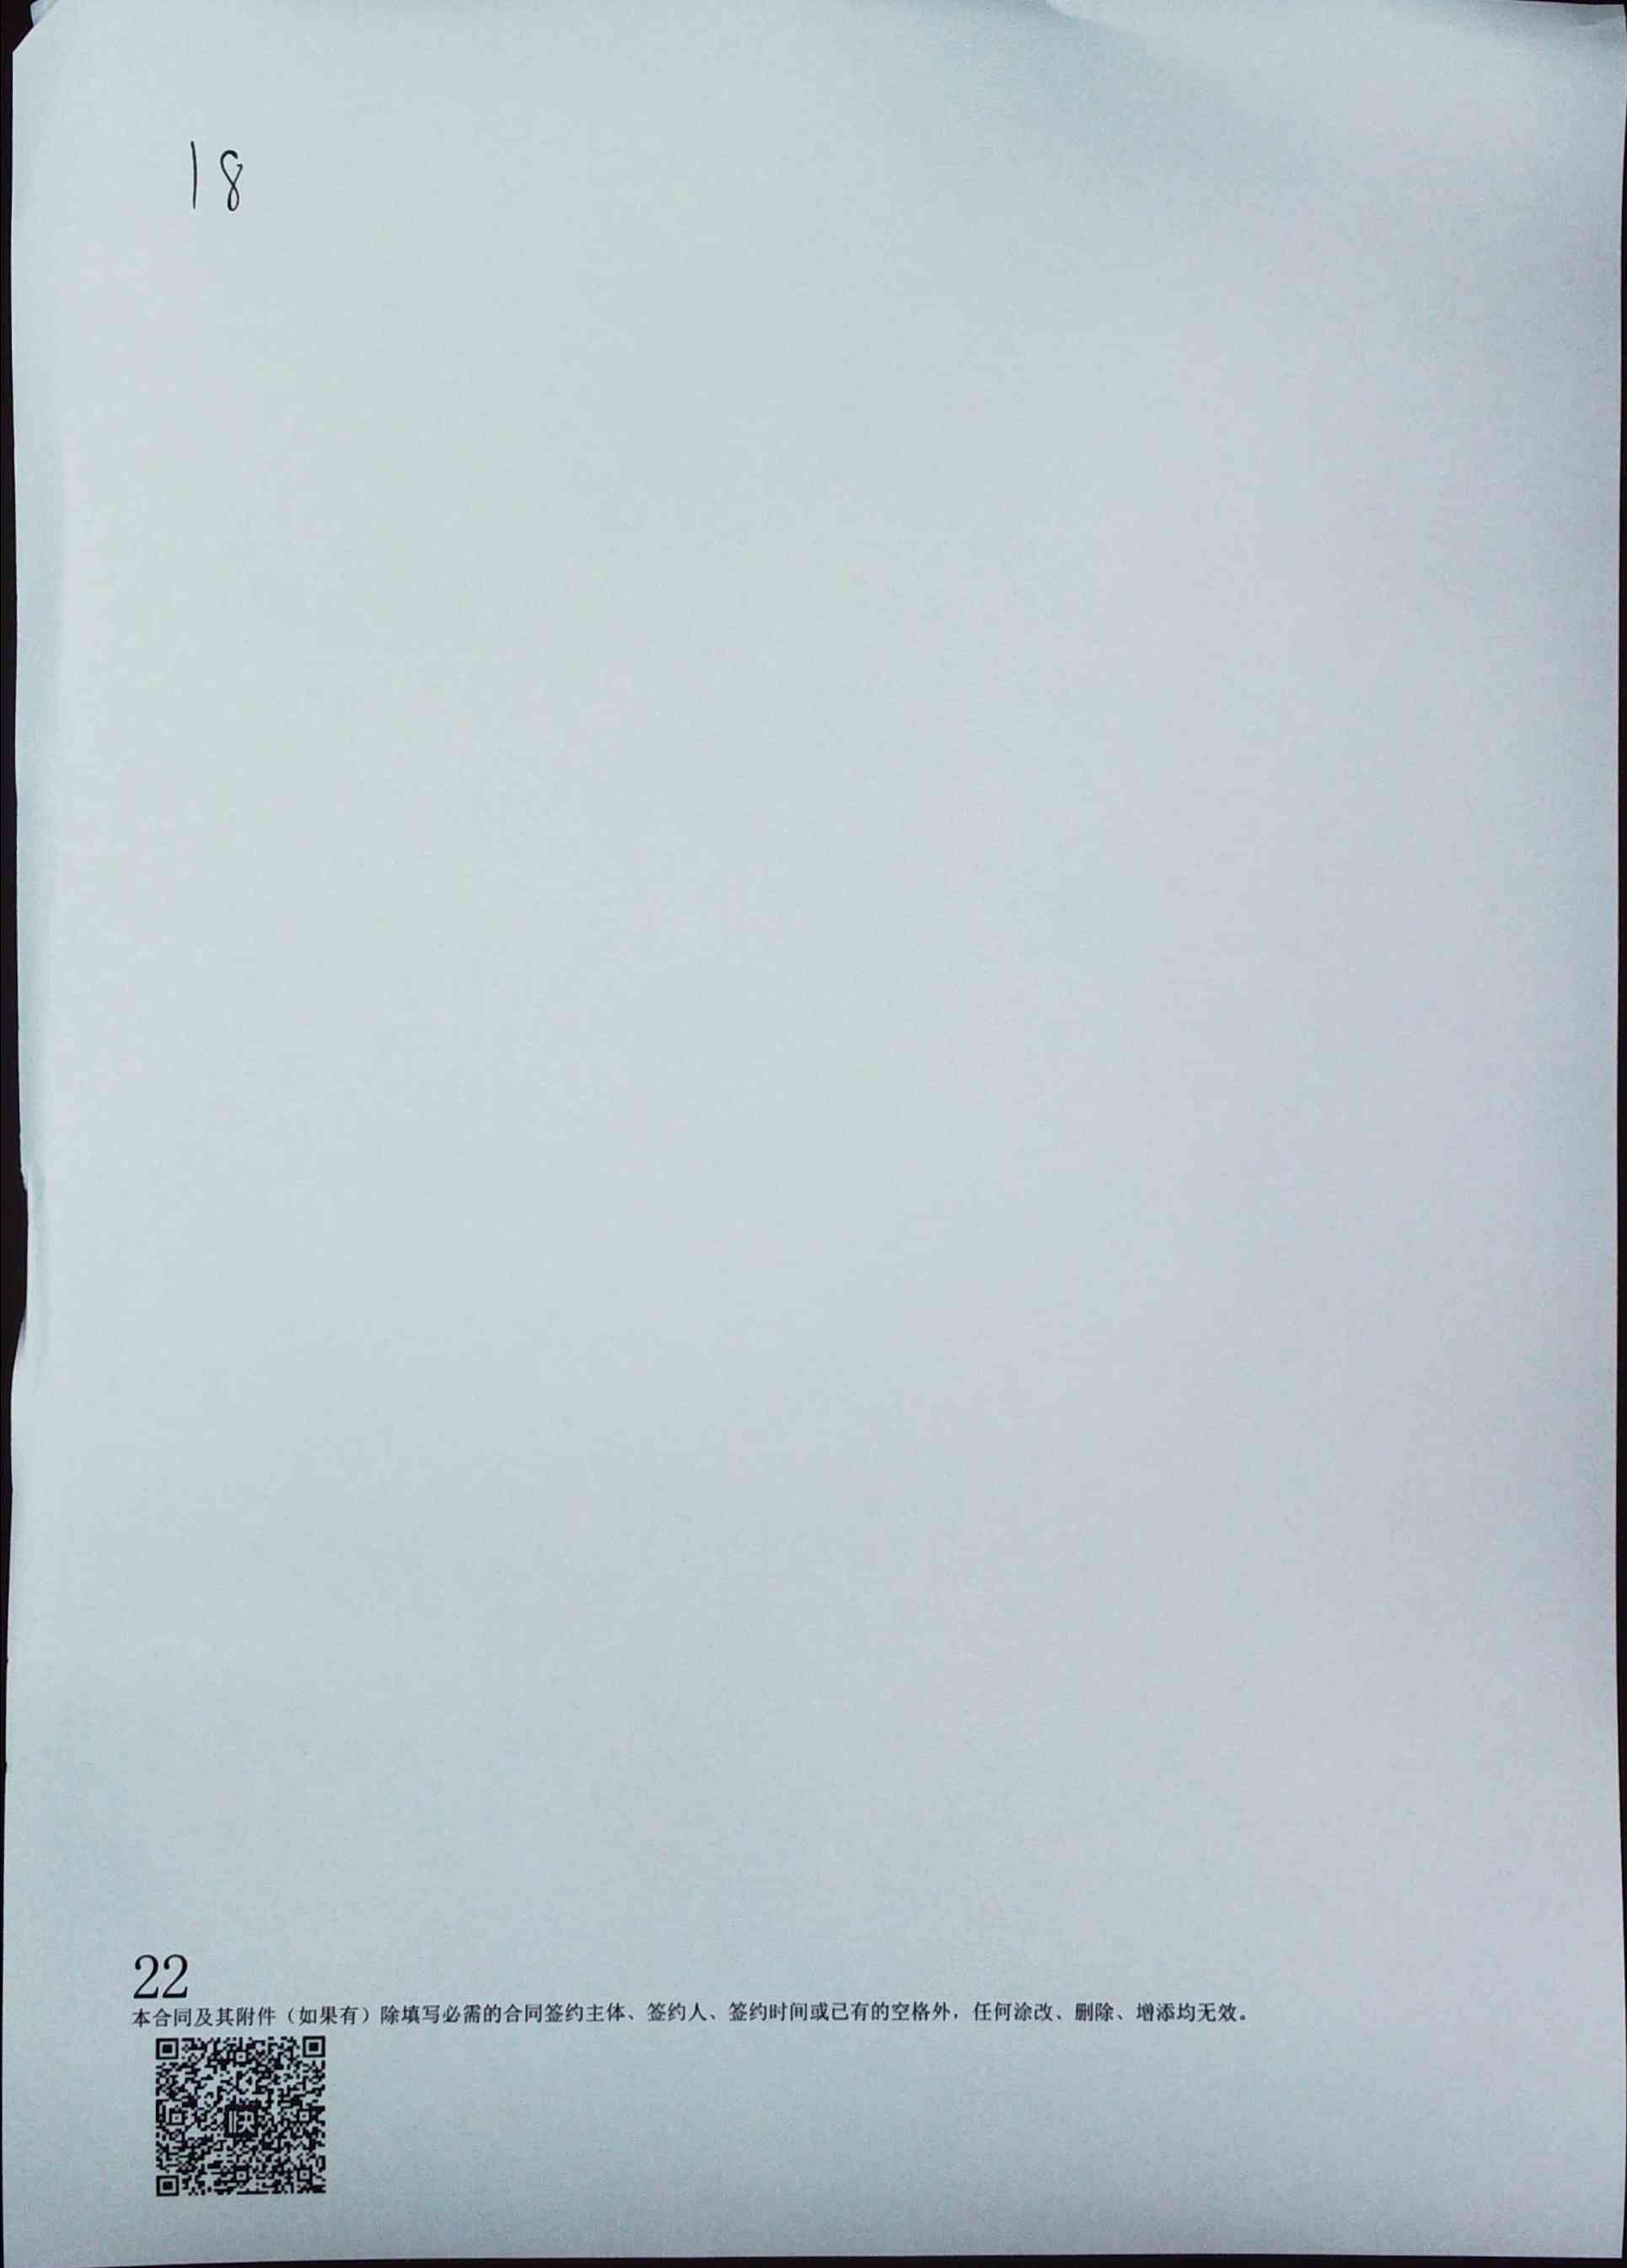 18
22
本合同及其附件（如果有）除填写必需的合同签约主体、签约人、签约时间或已有的空格外，任何涂改、删除、增添均无效。
快